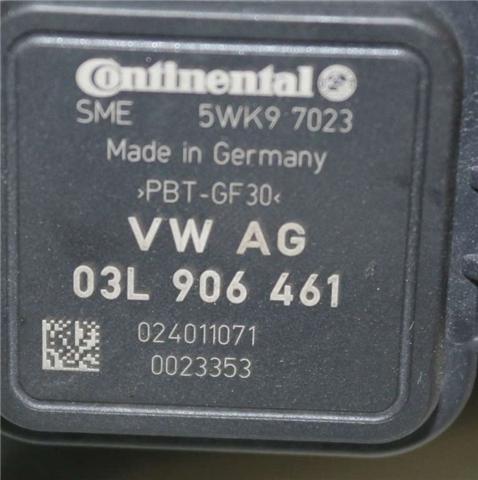 Continental
SME 5WK9 7023
Made in Germany
>PBT-GF30<
VW AG
03L 906 461
024011071
0023353